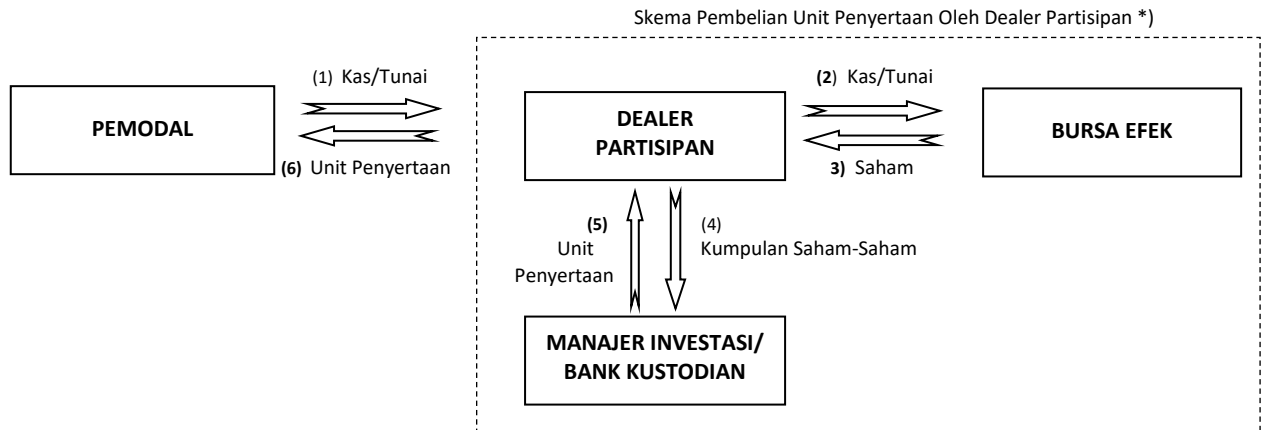 Skema Pembelian Unit Penyertaan Oleh Dealer Partisipan *)
(1) Kas/Tunai
(2) Kas/Tunai
PEMODAL
DEALER
PARTISIPAN
BURSA EFEK
(6) Unit Penyertaan
3) Saham
(5)
Unit
Penyertaan
(4)
Kumpulan Saham-Saham
MANAJER INVESTASI/
BANK KUSTODIAN